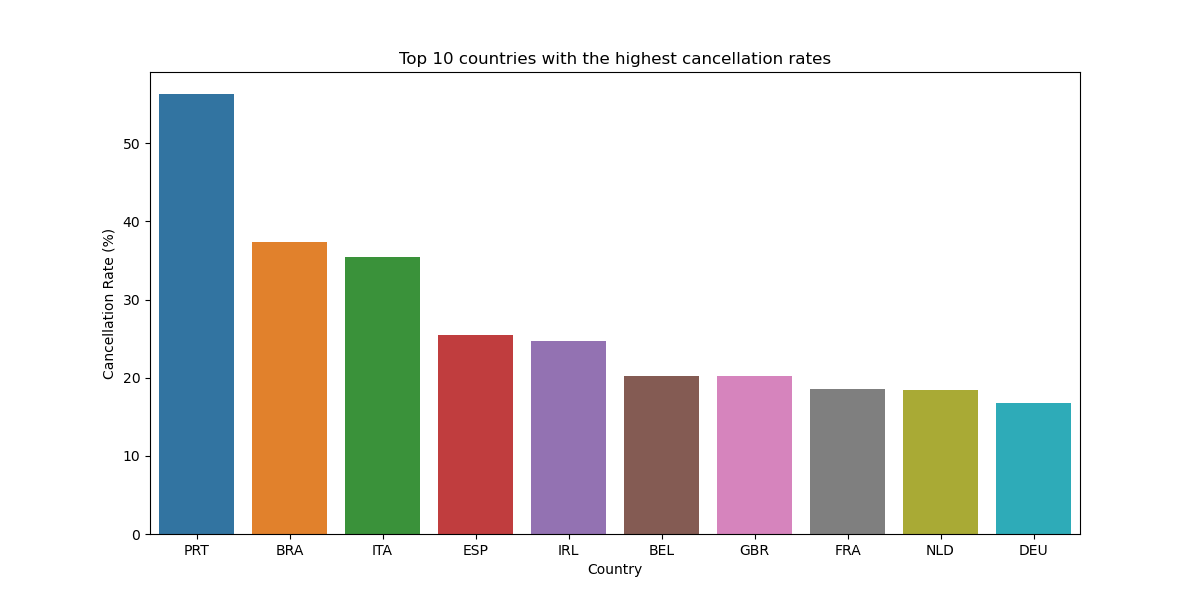 Top 10 countries with the highest cancellation rates
Cancellation Rate (%)
50
40
30
20
10
0
PRT BRA ITA ESP IRL BEL GBR FRA NLD DEU
Country